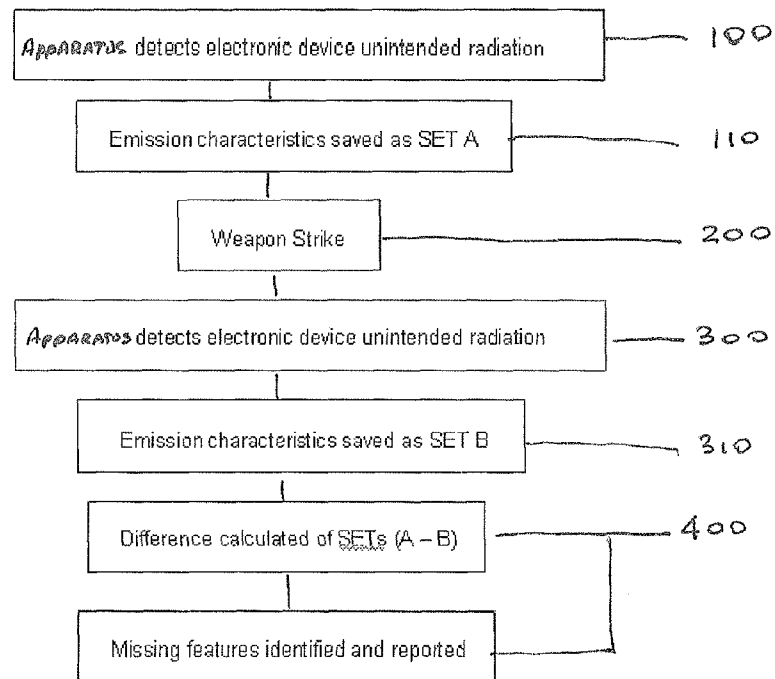 APPARATUS detects electronic device unintended radiation
100
Emission characteristics saved as SET A
110
Weapon Strike
200
APPARATUS detects electronic device unintended radiation
300
Emission characteristics saved as SET B
310
Difference calculated of SETs (A – B)
400
Missing features identified and reported